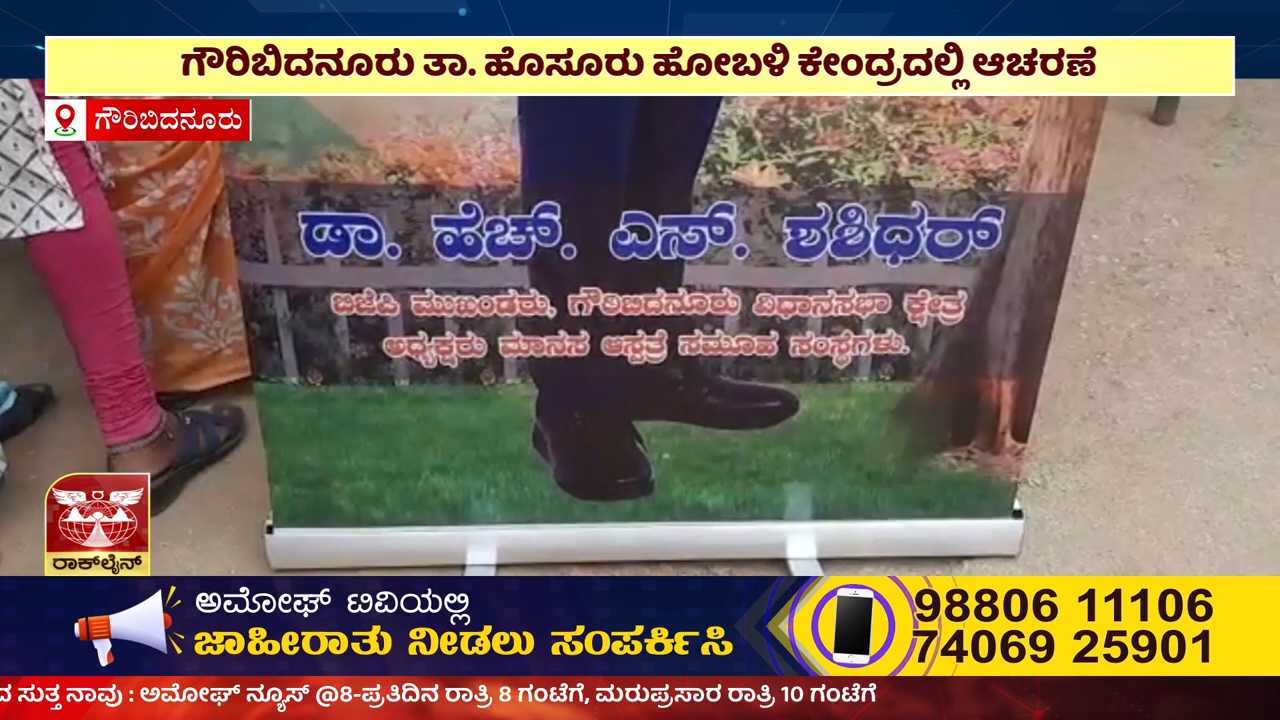 ಗೌರಿಬಿದನೂರು ತಾ. ಹೊಸೂರು ಹೋಬಳಿ ಕೇಂದ್ರದಲ್ಲಿ ಆಚರಣೆ
ಗೌರಿಬಿದನೂರು
ಡಾ. ಹೆಚ್. ಎಸ್. ಶಶಿಧರ್
ಬಿಜೆಪಿ ಮುಖಂಡರು, ಗೌರಿಬಿದನೂರು ವಿಧಾನಸಭಾ ಕ್ಷೇತ್ರ
ಅಧ್ಯಕ್ಷರು ಮಾನಸ ಆಸ್ಪತ್ರೆ ಸಮೂಹ ಸಂಸ್ಥೆಗಳು.
ರಾಕ್‌ಲೈನ್
ಅಮೋಘ್ ಟಿವಿಯಲ್ಲಿ
ಜಾಹೀರಾತು ನೀಡಲು ಸಂಪರ್ಕಿಸಿ
98806 11106
74069 25901
ದ ಸುತ್ತ ನಾವು : ಅಮೋಘ್ ನ್ಯೂಸ್ @8-ಪ್ರತಿದಿನ ರಾತ್ರಿ 8 ಗಂಟೆಗೆ, ಮರುಪ್ರಸಾರ ರಾತ್ರಿ 10 ಗಂಟೆಗೆ